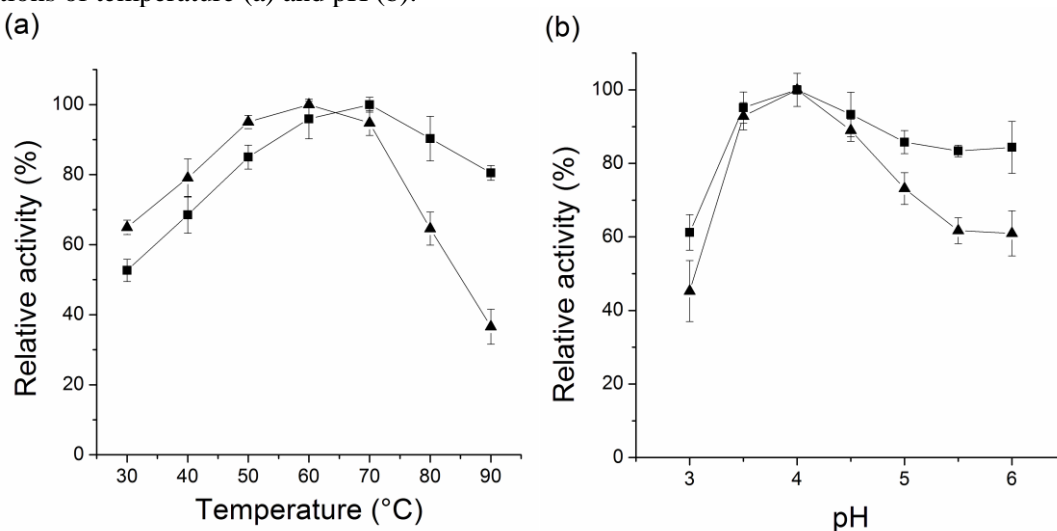 tions of temperature (a) and pH (b).
(a)
Relative activity (%)
100
80
60
40
20
0
30 40 50 60 70 80 90
Temperature (°C)
(b)
Relative activity (%)
100
80
60
40
20
0
3 4 5 6
pH